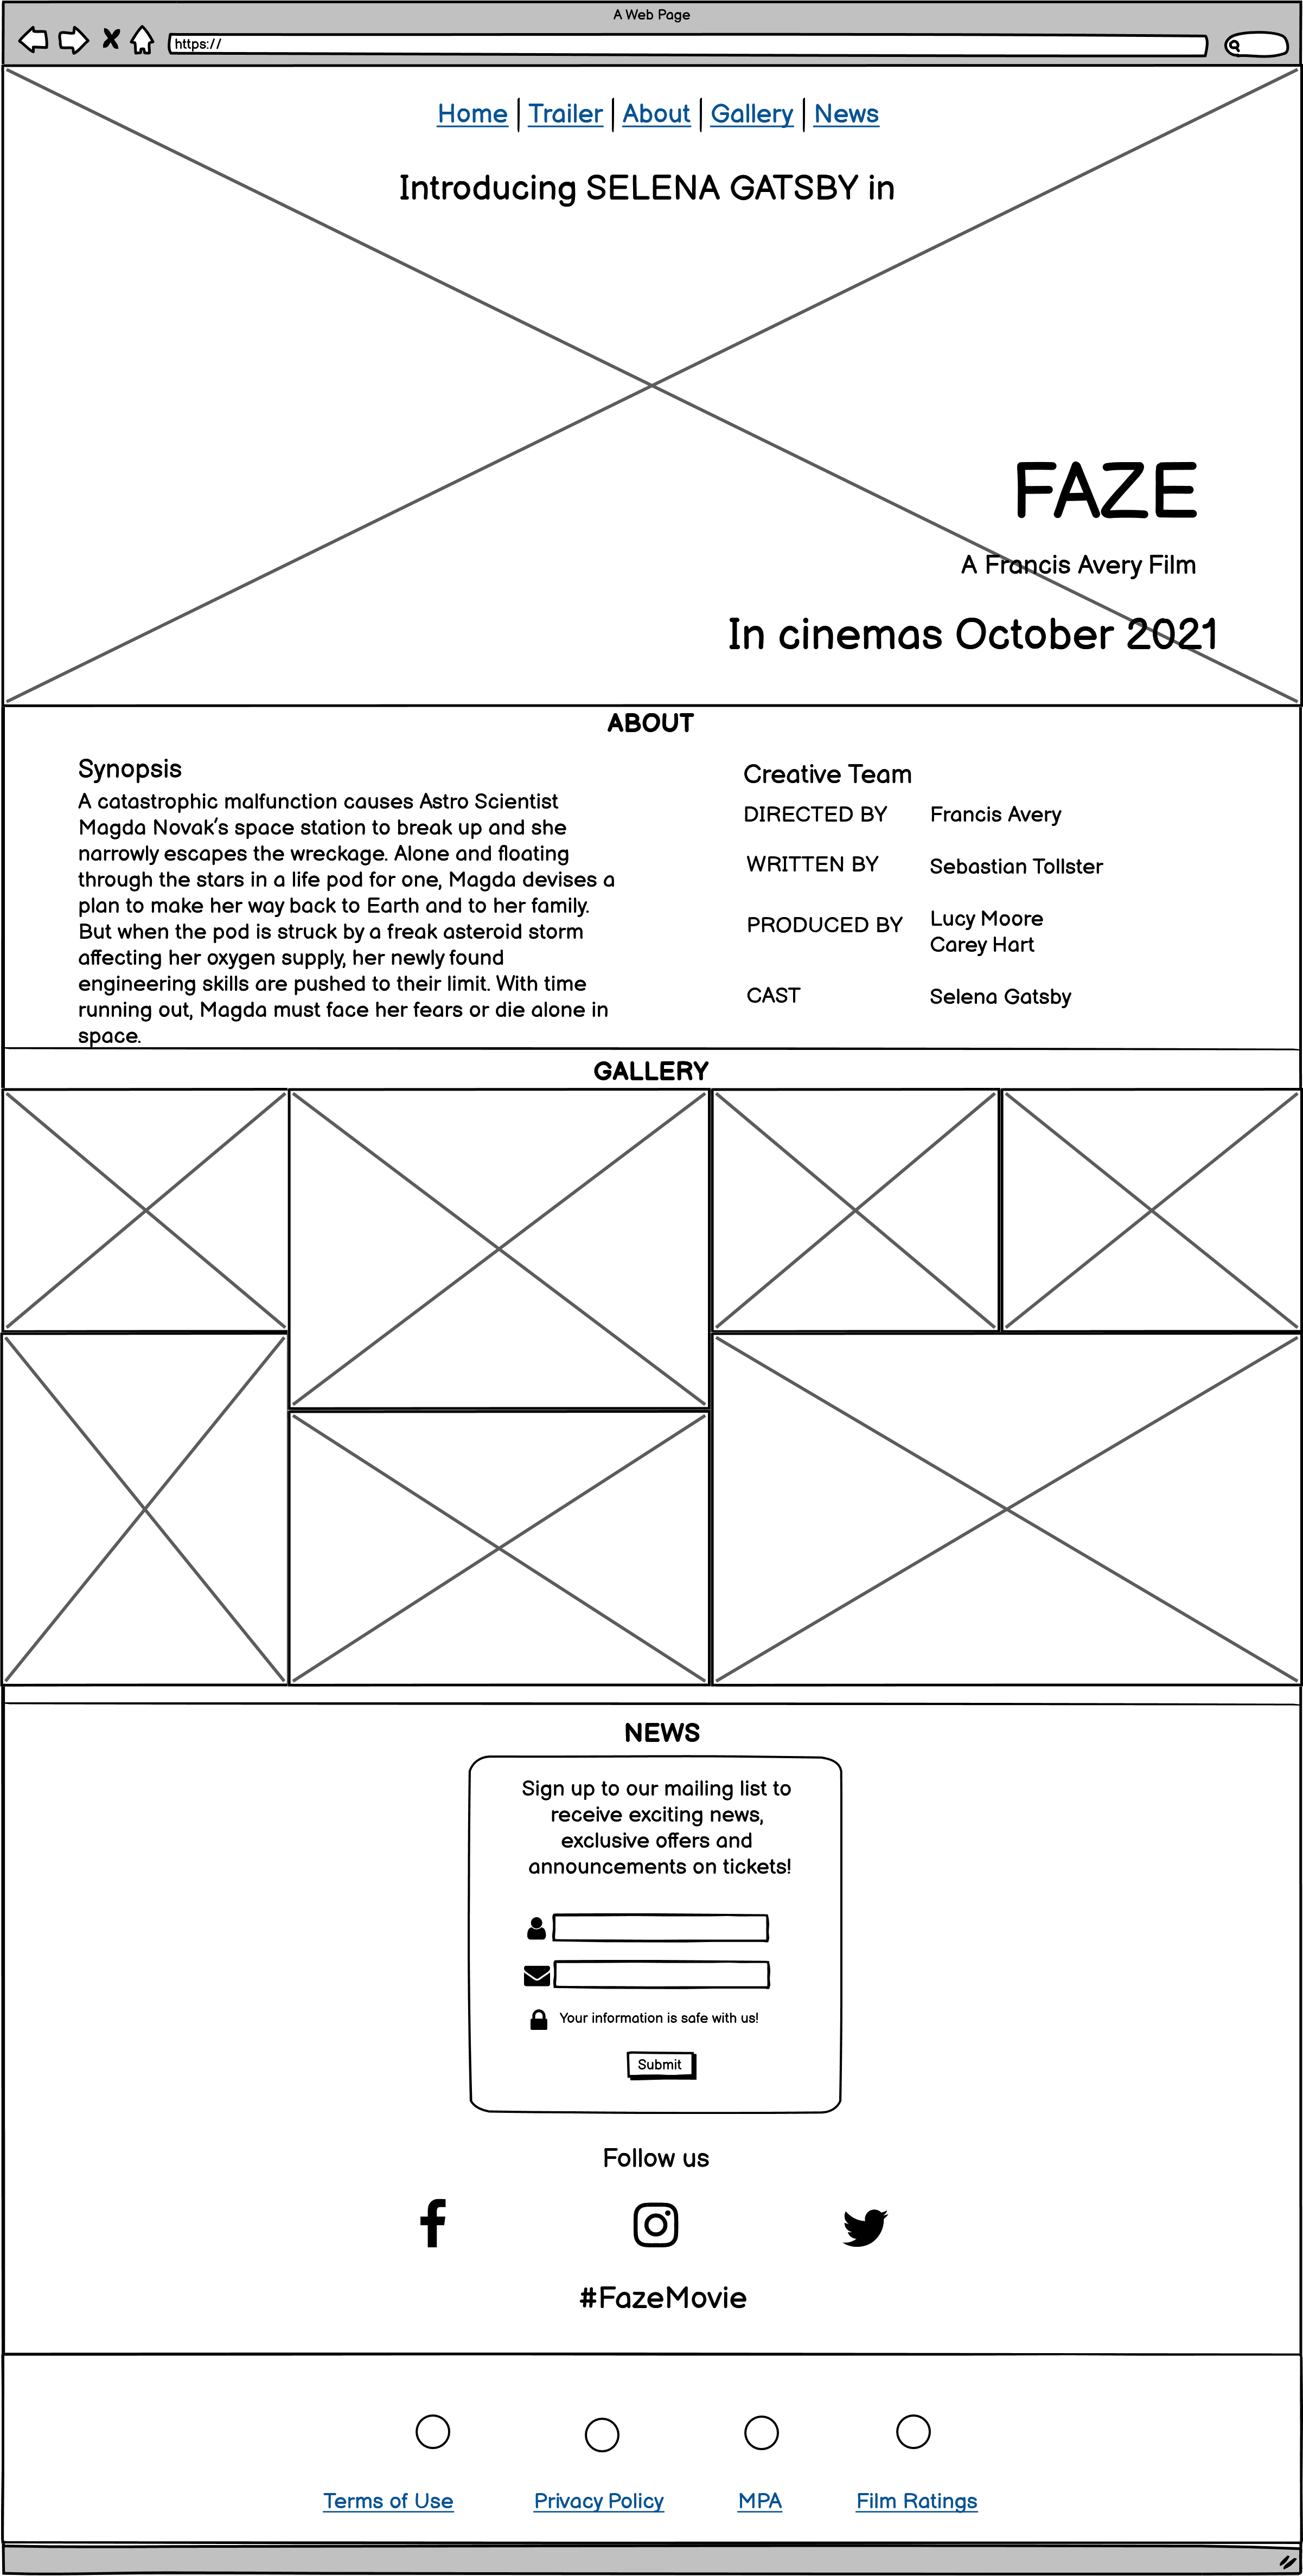 A Web Page
https://
Home | Trailer | About | Gallery | News
Introducing SELENA GATSBY in
FAZE
A Francis Avery Film
In cinemas October 2021
ABOUT
Synopsis
A catastrophic malfunction causes Astro Scientist
Magda Novak's space station to break up and she
narrowly escapes the wreckage. Alone and floating
through the stars in a life pod for one, Magda devises a
plan to make her way back to Earth and to her family.
But when the pod is struck by a freak asteroid storm
affecting her oxygen supply, her newly found
engineering skills are pushed to their limit. With time
running out, Magda must face her fears or die alone in
space.
Creative Team
DIRECTED BY Francis Avery
WRITTEN BY Sebastian Tollster
PRODUCED BY Lucy Moore
Carey Hart
CAST Selena Gatsby
GALLERY
NEWS
Sign up to our mailing list to
receive exciting news,
exclusive offers and
announcements on tickets!
Your information is safe with us!
Submit
Follow us
#FazeMovie
Terms of Use Privacy Policy MPA Film Ratings